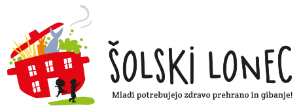 ŠOLSKI LONEC
Mladi potrebujejo zdravo prehrano in gibanje!